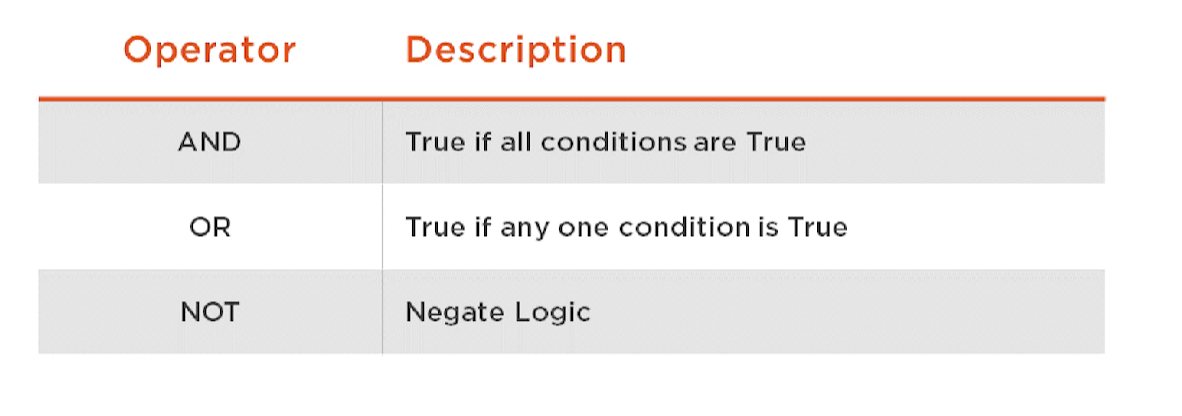 Operator Description
AND True if all conditions are True
OR True if any one condition is True
NOT Negate Logic